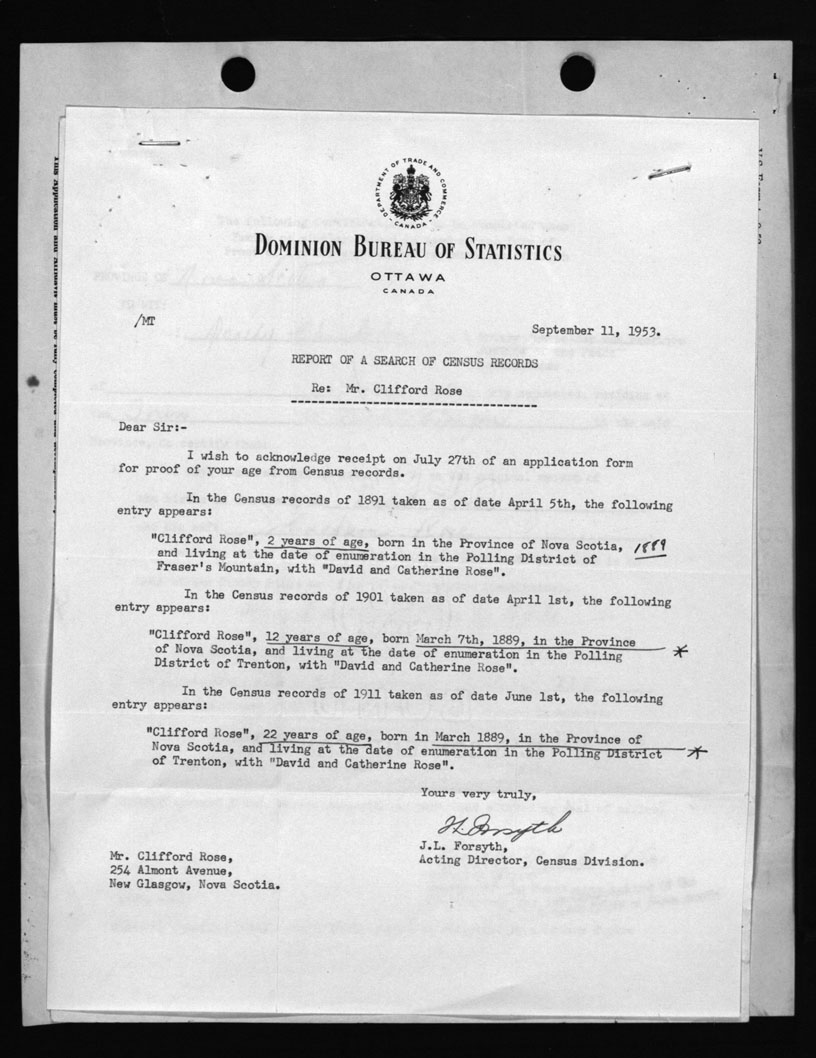 DEPARTMENT OF TRADE AND COMMERCE
- CANADA -
DOMINION BUREAU OF STATISTICS
OTTAWA
CANADA
/MT
September 11, 1953.
REPORT OF A SEARCH OF CENSUS RECORDS
Re: Mr. Clifford Rose
Dear Sir:-
I wish to acknowledge receipt on July 27th of an application form
for proof of your age from Census records.
In the Census records of 1891 taken as of date April 5th, the following
entry appears:
"Clifford Rose", 2 years of age, born in the Province of Nova Scotia, 1889
and living at the date of enumeration in the Polling District of
Fraser's Mountain, with "David and Catherine Rose".
In the Census records of 1901 taken as of date April 1st, the following
entry appears:
"Clifford Rose", 12 years of age, born March 7th, 1889, in the Province
of Nova Scotia, and living at the date of enumeration in the Polling
District of Trenton, with "David and Catherine Rose".
In the Census records of 1911 taken as of date June 1st, the following
entry appears:
"Clifford Rose", 22 years of age, born in March 1889, in the Province of
Nova Scotia, and living at the date of enumeration in the Polling District
of Trenton, with "David and Catherine Rose".
Yours very truly,
J.L. Forsyth,
Acting Director, Census Division.
Mr. Clifford Rose,
254 Almont Avenue,
New Glasgow, Nova Scotia.